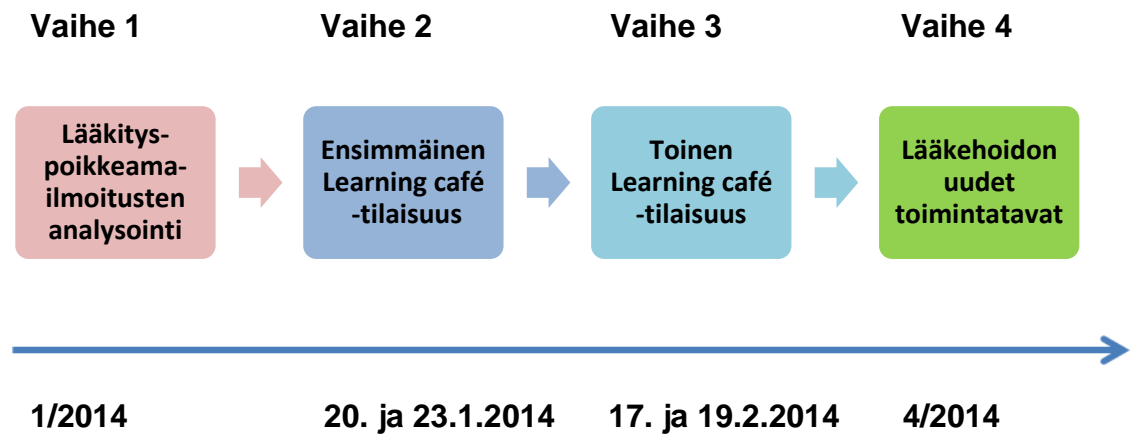 Vaihe 1
Vaihe 2
Vaihe 3
Vaihe 4
Lääkitys-
poikkeama-
ilmoitusten
analysointi
Ensimmäinen
Learning café
-tilaisuus
Toinen
Learning café
-tilaisuus
Lääkehoidon
uudet
toimintatavat
1/2014
20. ja 23.1.2014
17. ja 19.2.2014
4/2014